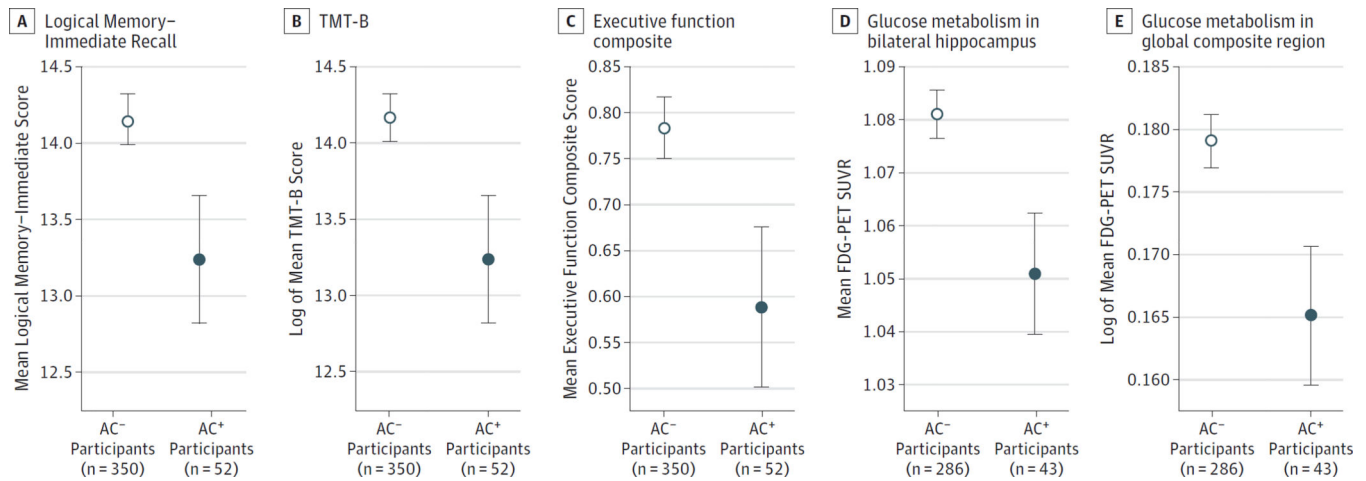 A Logical Memory–
Immediate Recall
Mean Logical Memory–Immediate Score
14.5
14.0
13.5
13.0
12.5
AC− Participants (n = 350)
AC+ Participants (n = 52)
B TMT-B
Log of Mean TMT-B Score
14.5
14.0
13.5
13.0
12.5
AC− Participants (n = 350)
AC+ Participants (n = 52)
C Executive function
composite
Mean Executive Function Composite Score
0.85
0.80
0.75
0.70
0.65
0.60
0.55
0.50
AC− Participants (n = 350)
AC+ Participants (n = 52)
D Glucose metabolism in
bilateral hippocampus
Mean FDG-PET SUVR
1.09
1.08
1.07
1.06
1.05
1.04
1.03
AC− Participants (n = 286)
AC+ Participants (n = 43)
E Glucose metabolism in
global composite region
Log of Mean FDG-PET SUVR
0.185
0.180
0.175
0.170
0.165
0.160
AC− Participants (n = 286)
AC+ Participants (n = 43)